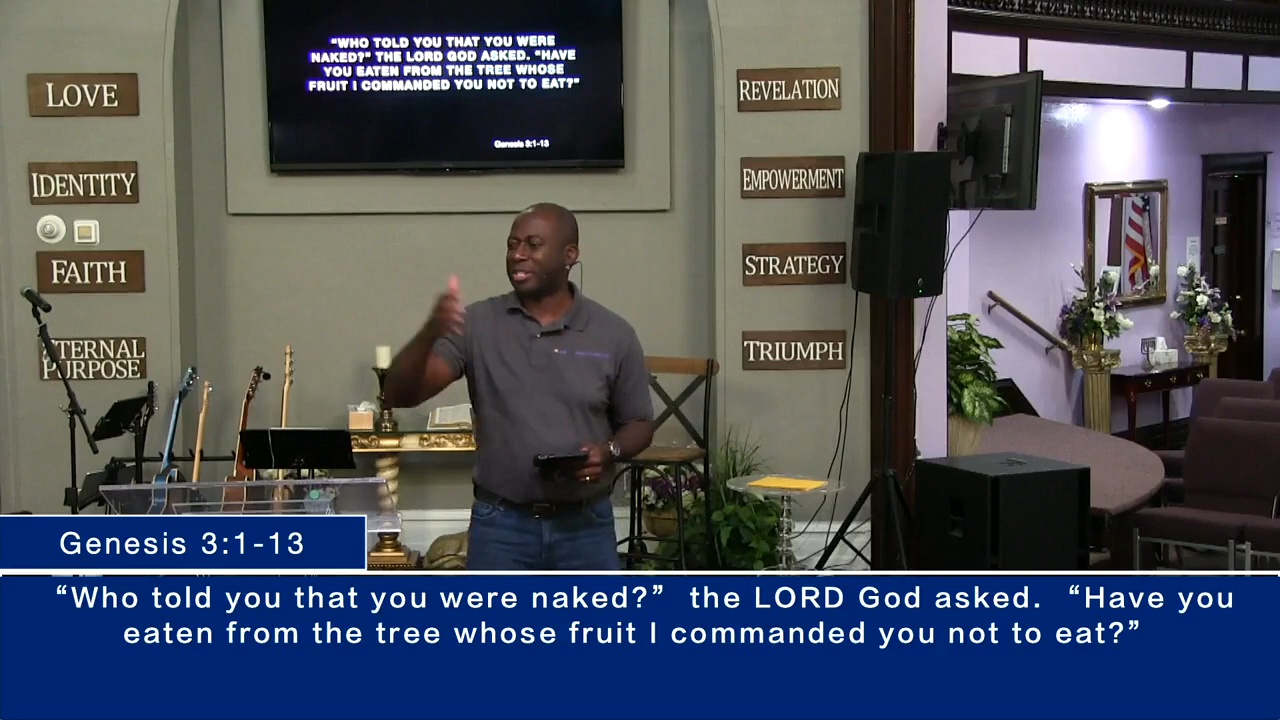 "WHO TOLD YOU THAT YOU WERE
NAKED?" THE LORD GOD ASKED. "HAVE
YOU EATEN FROM THE TREE WHOSE
FRUIT I COMMANDED YOU NOT TO EAT?"
Genesis 3:1-13
LOVE
IDENTITY
FAITH
ETERNAL
PURPOSE
REVELATION
EMPOWERMENT
STRATEGY
TRIUMPH
Genesis 3:1-13
“Who told you that you were naked?” the LORD God asked. “Have you
eaten from the tree whose fruit I commanded you not to eat?”